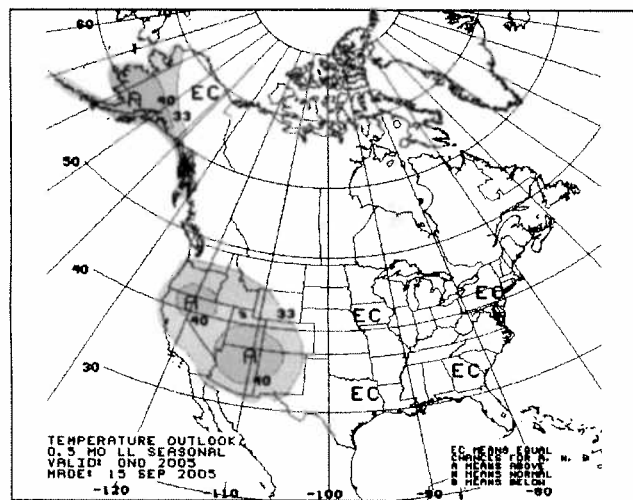 60
70
EC
A
40
33
50
40
A
40
33
A
40
EC
EC
EC
EC
30
TEMPERATURE OUTLOOK
0.5 MO LL SEASONAL
VALID: OND 2005
MADE: 15 SEP 2005
EC MEANS EQUAL
CHANCES FOR A, N, B
A MEANS ABOVE
N MEANS NORMAL
B MEANS BELOW
-120
-110
-100
-90
-80